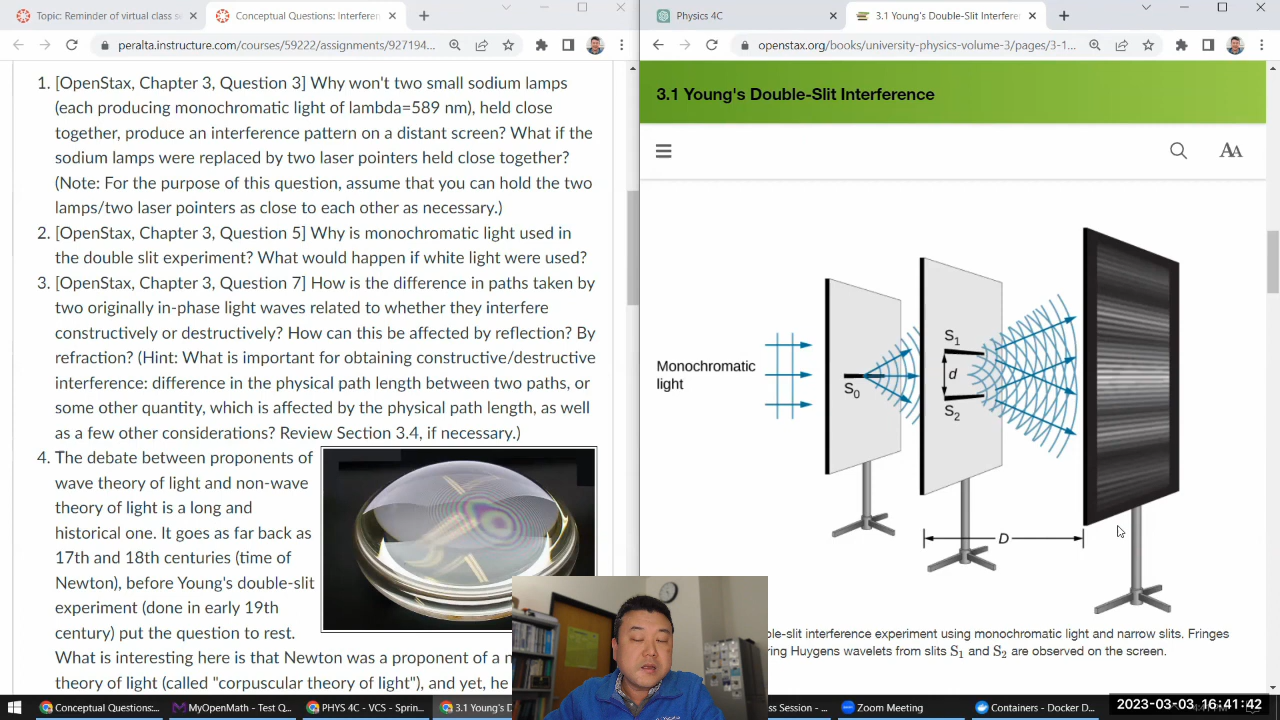 Topic: Reminder of virtual class se
Conceptual Questions: Interfere
Physics 4C
3.1 Young's Double-Slit Interfere
peralta.instructure.com/courses/59222/assignments/927194...
openstax.org/books/university-physics-volume-3/pages/3-1...
1. [OpenStax, Chapter 3, Question 3] Why won't two small sodium lamps
(each producing monochromatic light of lambda=589 nm), held close
together, produce an interference pattern on a distant screen? What if the
sodium lamps were replaced by two laser pointers held close together?
(Note: For the purpose of this question, assume that you can hold the two
lamps/two laser pointers as close to each other as necessary.)
2. [OpenStax, Chapter 3, Question 5] Why is monochromatic light used in
the double slit experiment? What would happen if white light were used?
3. [OpenStax, Chapter 3, Question 7] How is the difference in paths taken by
two originally in-phase light waves related to whether they interfere
constructively or destructively? How can this be affected by reflection? By
refraction? (Hint: What is important for obtaining constructive/destructive
interference: difference in the physical path length between two paths, or
some other quantity, which is affected by the physical path length, as well
as a few other considerations? Review Section 3.4, if necessary.)
4. The debate between proponents of
wave theory of light and non-wave
theory of light is a long and
historical one. It goes as far back as
17th and 18th centuries (time of
Newton), before Young's double-slit
experiment (done in early 19th
century) put the question to rest.
What is interesting here is that Newton was a proponent of a
theory of light (called "corpuscular theory of light"), and yet, he
3.1 Young's Double-Slit Interference
AA
Monochromatic
light
S0
S1
d
S2
D
ble-slit interference experiment using monochromatic light and narrow slits. Fringes
ring Huygens wavelets from slits S1 and S2 are observed on the screen.
Conceptual Questions:...
MyOpenMath - Test...
PHYS 4C - VCS - Sprin...
3.1 Young's Double-S
ss Session - ...
Zoom Meeting
Containers - Docker D...
2023-03-03 16:41:42